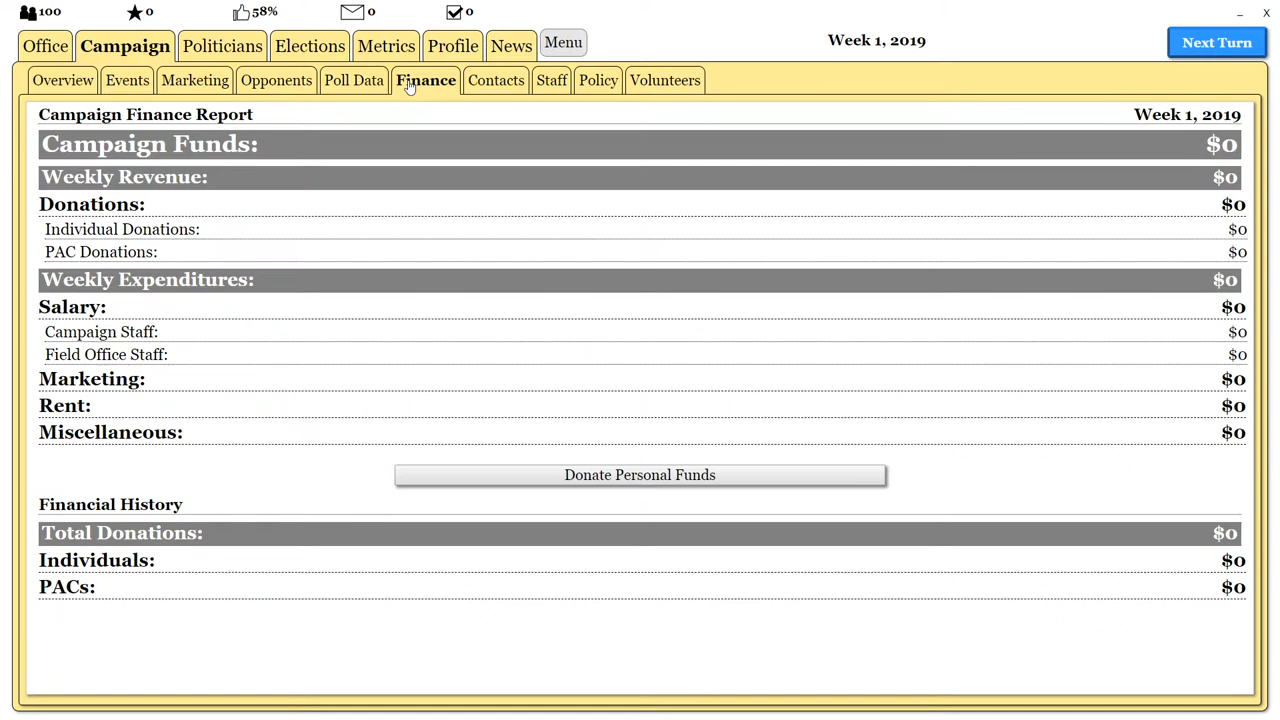 100 0 58% 0 0 _ X
Office Campaign Politicians Elections Metrics Profile News Menu Week 1, 2019 Next Turn
Overview Events Marketing Opponents Poll Data Finance Contacts Staff Policy Volunteers
Campaign Finance Report Week 1, 2019
Campaign Funds: $0
Weekly Revenue: $0
Donations: $0
Individual Donations: $0
PAC Donations: $0
Weekly Expenditures: $0
Salary: $0
Campaign Staff: $0
Field Office Staff: $0
Marketing: $0
Rent: $0
Miscellaneous: $0
Donate Personal Funds
Financial History
Total Donations: $0
Individuals: $0
PACs: $0